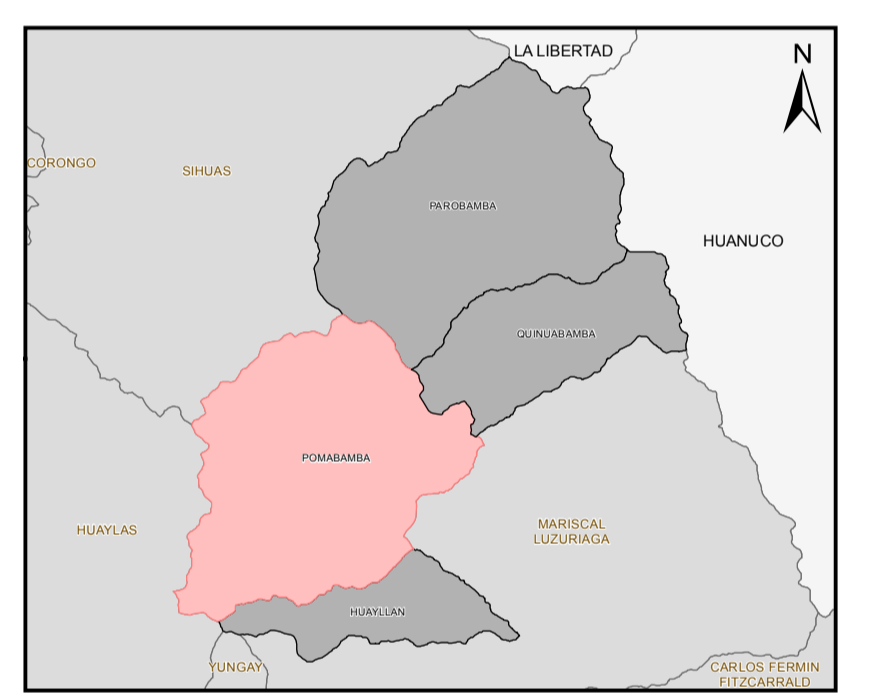 LA LIBERTAD
N
CORONGO
SIHUAS
PAROBAMBA
HUANUCO
QUINUABAMBA
POMABAMBA
HUAYLAS
MARISCAL
LUZURIAGA
HUAYLLAN
YUNGAY
CARLOS FERMIN
FITZCARRALD